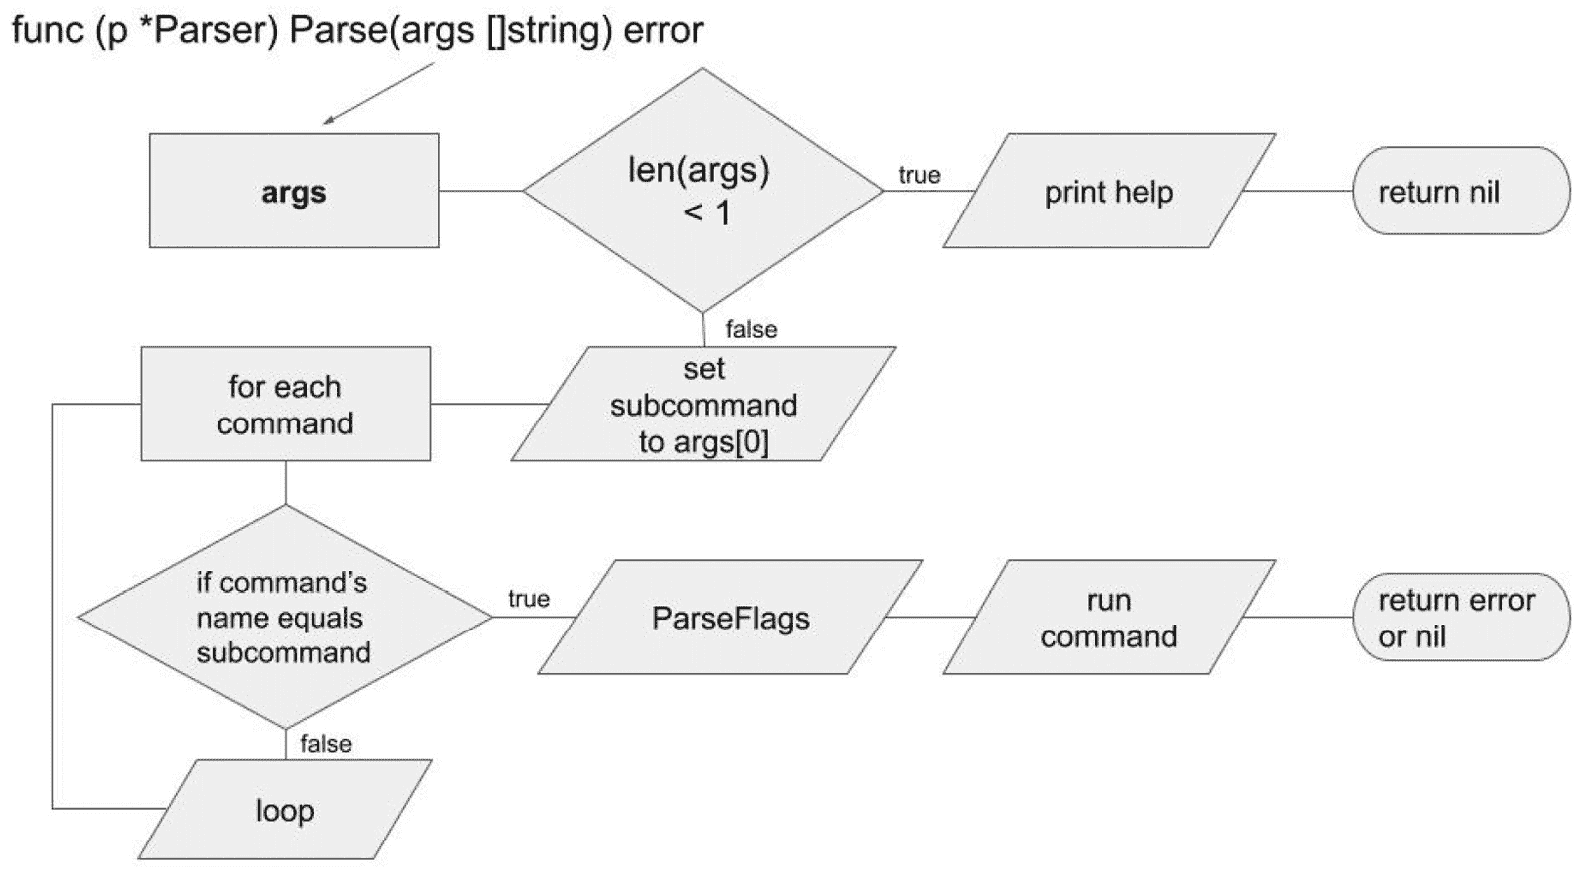 func (p *Parser) Parse(args []string) error
args
len(args)
< 1
true
print help
return nil
false
for each
command
set
subcommand
to args[0]
if command's
name equals
subcommand
true
ParseFlags
run
command
return error
or nil
false
loop